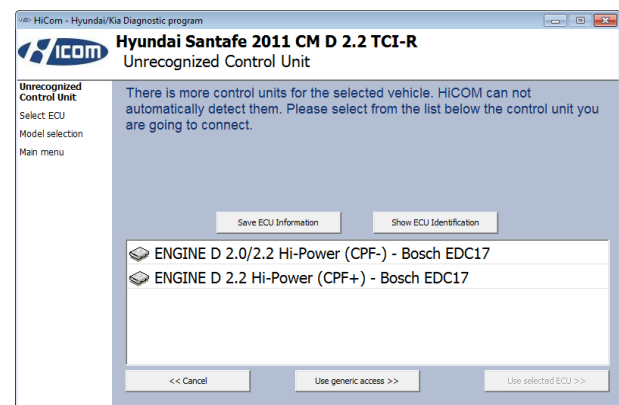 HiCom - Hyundai/Kia Diagnostic program
Hicom
Hyundai Santafe 2011 CM D 2.2 TCI-R
Unrecognized Control Unit
Unrecognized
Control Unit
Select ECU
Model selection
Main menu
There is more control units for the selected vehicle. HiCOM can not
automatically detect them. Please select from the list below the control unit you
are going to connect.
Save ECU Information
Show ECU Identification
ENGINE D 2.0/2.2 Hi-Power (CPF-) - Bosch EDC17
ENGINE D 2.2 Hi-Power (CPF+) - Bosch EDC17
<< Cancel
Use generic access >>
Use selected ECU >>